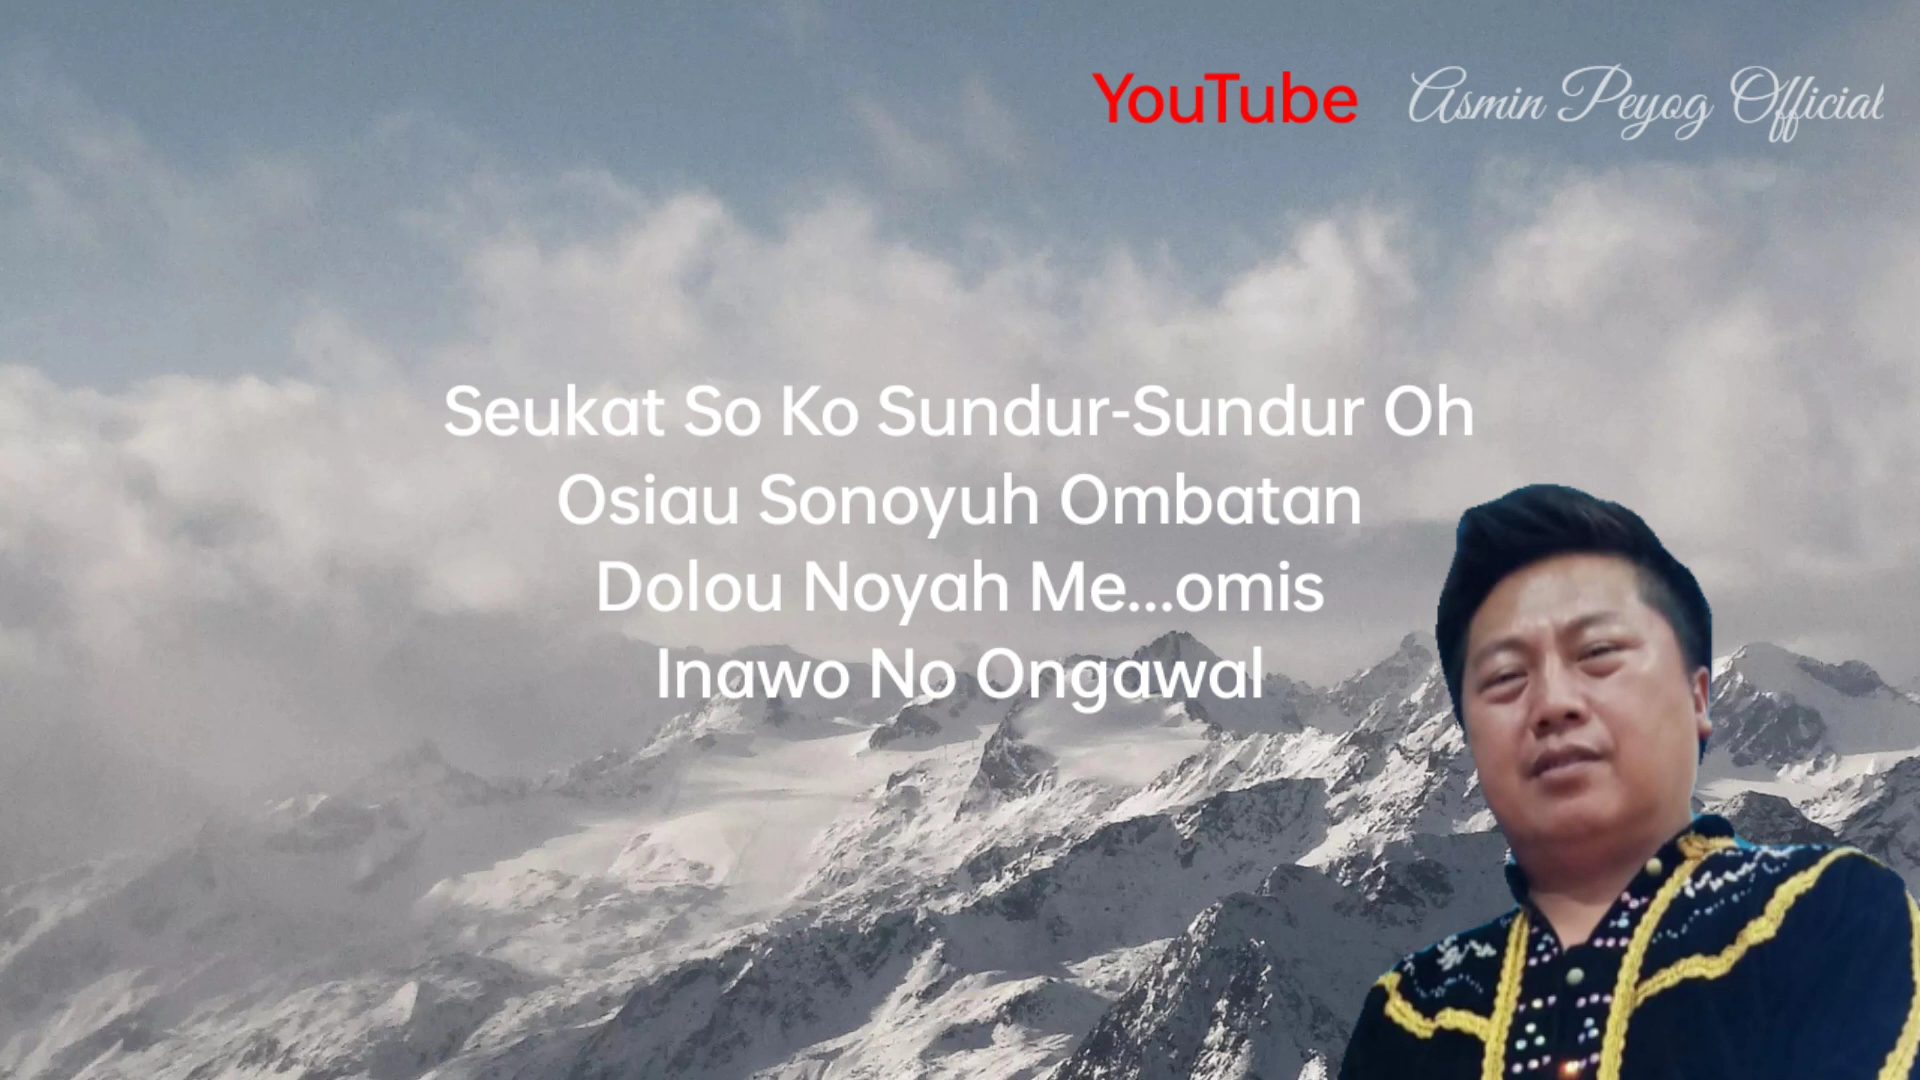 YouTube Asmin Peyog Official
Seukat So Ko Sundur-Sundur Oh
Osiau Sonoyuh Ombatan
Dolou Noyah Me...omis
Inawo No Ongawal